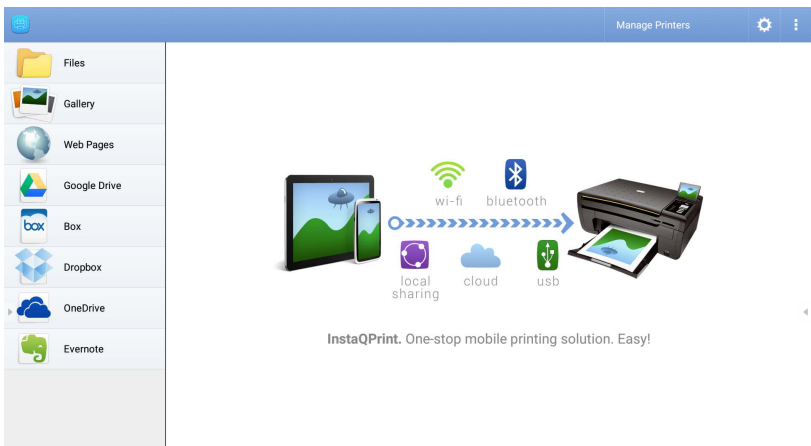 Manage Printers
Files
Gallery
Web Pages
Google Drive
box
Box
Dropbox
OneDrive
Evernote
wi-fi
bluetooth
local
sharing
cloud
usb
InstaQPrint. One-stop mobile printing solution. Easy!